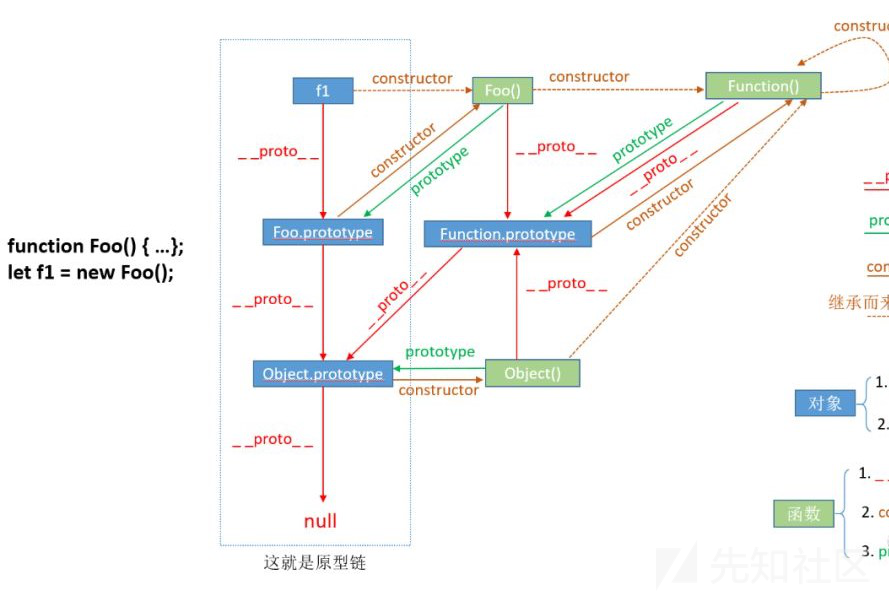 construc
f1
constructor
Foo()
constructor
Function()
__proto__
constructor
prototype
__proto__
prototype
__proto__
constructor
constructor
__p
pro
con
继承而来
function Foo() { ...};
let f1 = new Foo();
Foo.prototype
Function.prototype
__proto__
__proto__
__proto__
prototype
Object.prototype
constructor
Object()
对象
1.
2.
__proto__
null
函数
1. _ _
2. co
3. pr
这就是原型链
先知社区